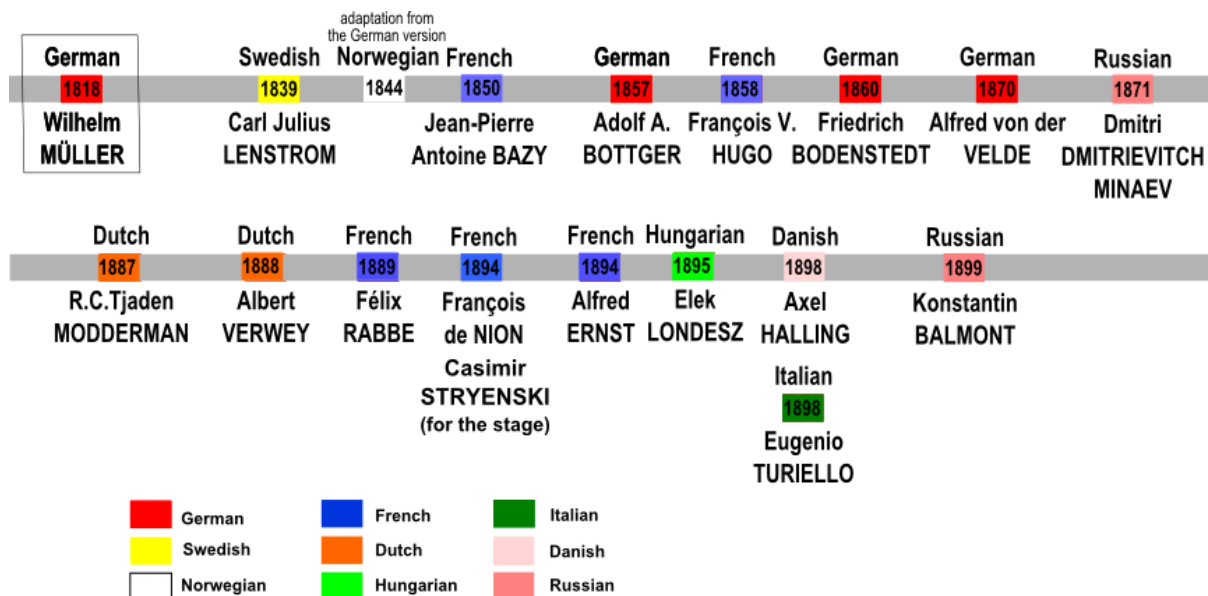 adaptation from
the German version
German Swedish Norwegian French German French German German Russian
1818 1839 1844 1850 1857 1858 1860 1870 1871
Wilhelm Carl Julius Jean-Pierre Adolf A. François V. Friedrich Alfred von der Dmitri
MÜLLER LENSTROM Antoine BAZY BOTTGER HUGO BODENSTEDT VELDE DMITRIEVITCH
MINAEV
Dutch Dutch French French French Hungarian Danish Russian
1887 1888 1889 1894 1894 1895 1898 1899
R.C.Tjaden Albert Félix François Alfred Elek Axel Konstantin
MODDERMAN VERWEY RABBE de NION ERNST LONDESZ HALLING BALMONT
Casimir Italian
STRYENSKI 1898
(for the stage)
Eugenio
TURIELLO
German French Italian
Swedish Dutch Danish
Norwegian Hungarian Russian